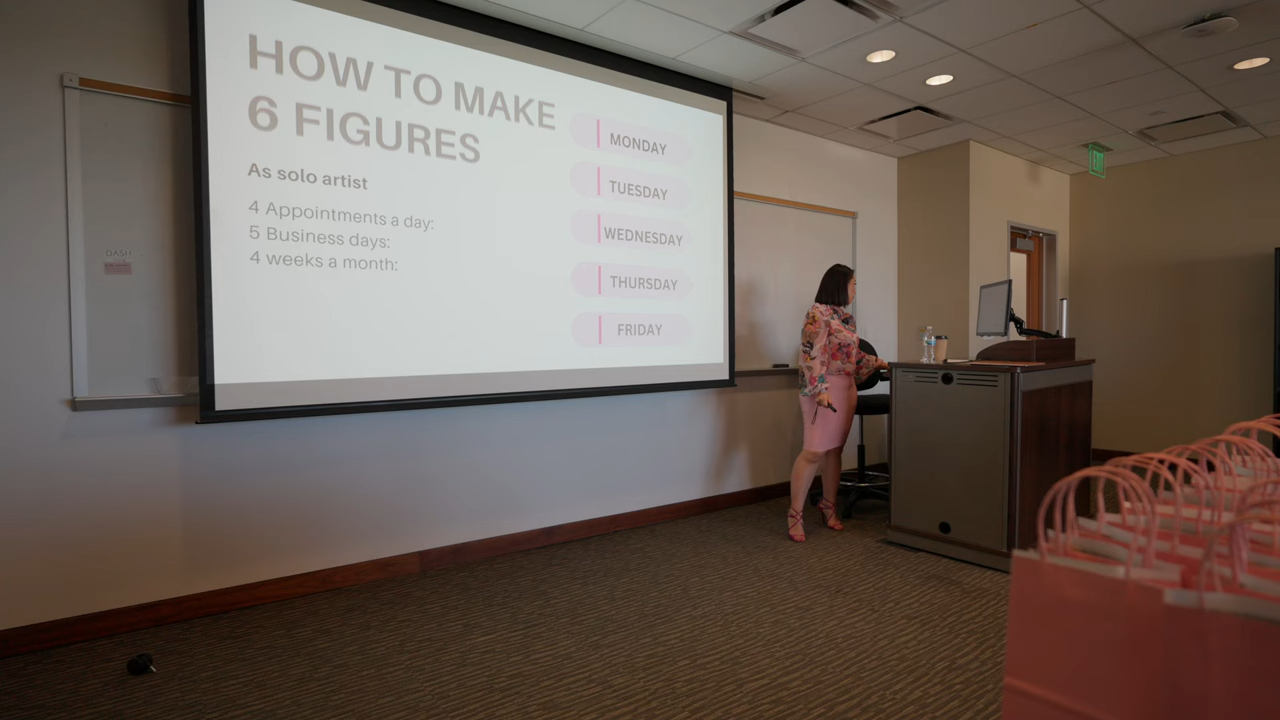 HOW TO MAKE
6 FIGURES
As solo artist
4 Appointments a day:
5 Business days:
4 weeks a month:
MONDAY
TUESDAY
WEDNESDAY
THURSDAY
FRIDAY
DASH